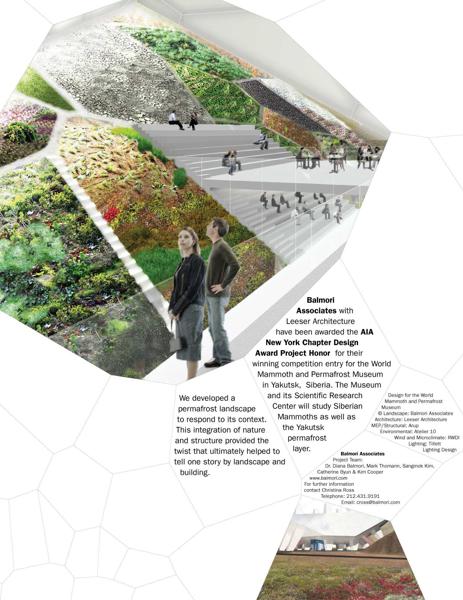 Balmori
Associates with
Leeser Architecture
have been awarded the AIA
New York Chapter Design
Award Project Honor for their
winning competition entry for the World
Mammoth and Permafrost Museum
in Yakutsk, Siberia. The Museum
and its Scientific Research
Center will study Siberian
Mammoths as well as
the Yakutsk
permafrost
layer.
We developed a
permafrost landscape
to respond to its context.
This integration of nature
and structure provided the
twist that ultimately helped to
tell one story by landscape and
building.
Design for the World
Mammoth and Permafrost
Museum
© Landscape: Balmori Associates
Architecture: Leeser Architecture
MEP/Structural: Arup
Environmental: Atelier 10
Wind and Microclimate: RWDI
Lighting: Tillett
Lighting Design
Balmori Associates
Project Team:
Dr. Diana Balmori, Mark Thomann, Sangmok Kim,
Catherine Byun & Kim Cooper
www.balmori.com
For further information
contact Christina Ross
Telephone: 212.431.9191
Email: cross@balmori.com